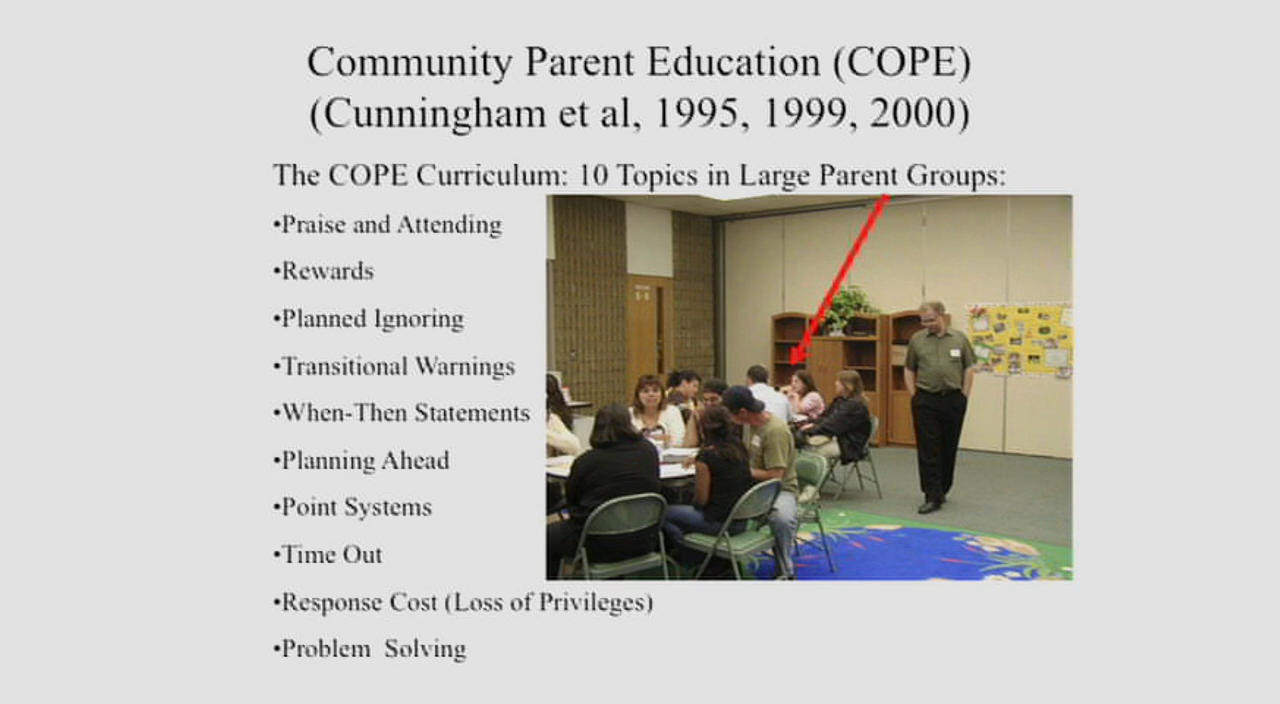 Community Parent Education (COPE)
(Cunningham et al, 1995, 1999, 2000)
The COPE Curriculum: 10 Topics in Large Parent Groups:
•Praise and Attending
•Rewards
•Planned Ignoring
•Transitional Warnings
•When-Then Statements
•Planning Ahead
•Point Systems
•Time Out
•Response Cost (Loss of Privileges)
•Problem  Solving